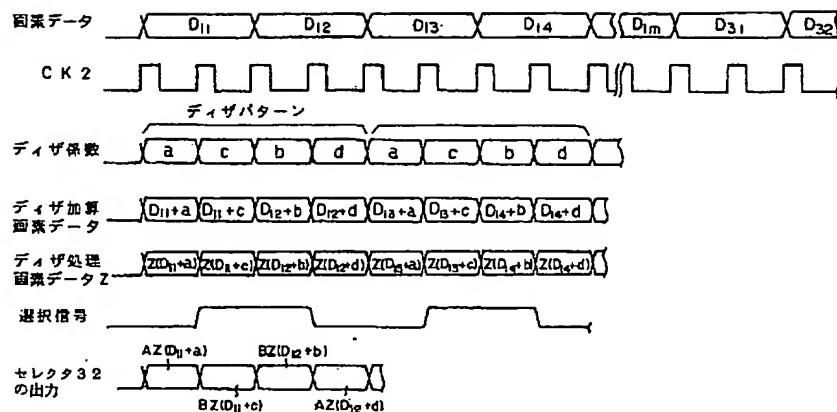 画素データ D11 D12 D13 D14 D1m D31 D32
CK2
ディザパターン
ディザ係数 a c b d a c b d
ディザ加算
画素データ D11+a D11+c D12+b D12+d D13+a D13+c D14+b D14+d
ディザ処理
画素データZ Z(D11+a) Z(D11+c) Z(D12+b) Z(D12+d) Z(D13+a) Z(D13+c) Z(D14+b) Z(D14+d)
選択信号
AZ(D11+a) BZ(D12+b)
セレクタ32
の出力
BZ(D11+c) AZ(D12+d)